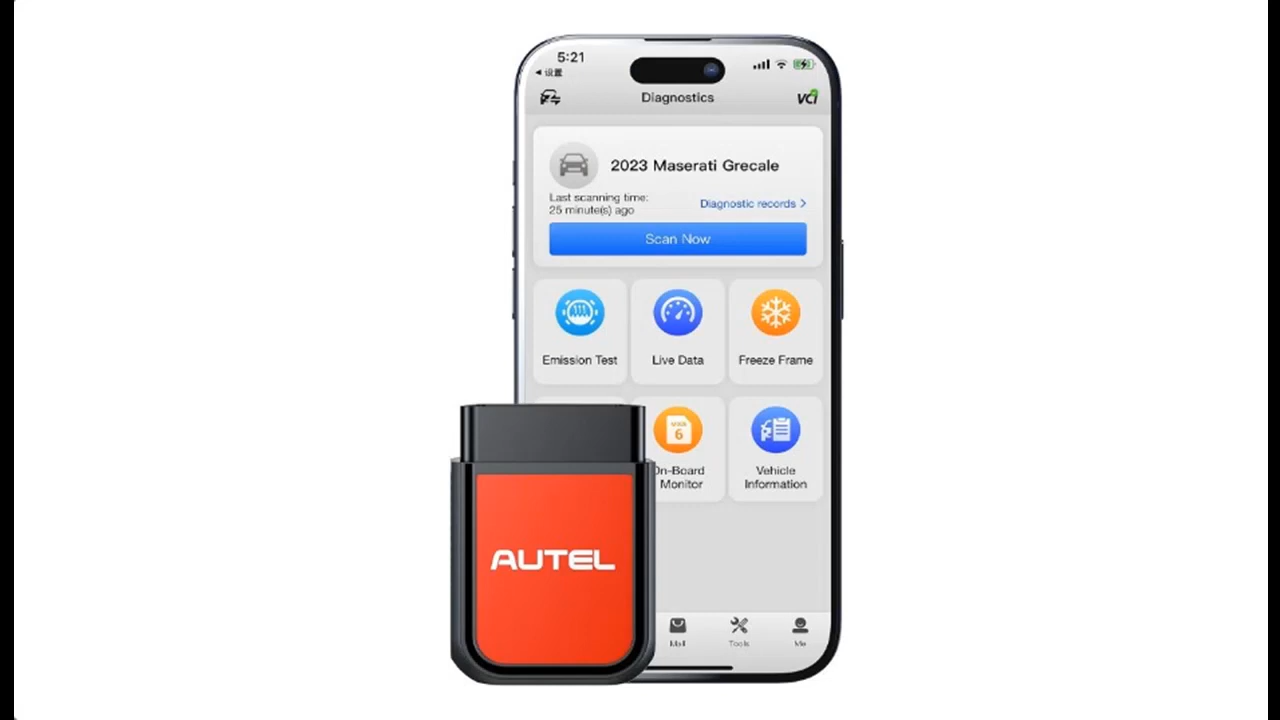 5:21
◀ 设置
Diagnostics
VCI
2023 Maserati Grecale
Last scanning time:
25 minute(s) ago
Diagnostic records >
Scan Now
Emission Test
Live Data
Freeze Frame
6
On-Board
Monitor
Vehicle
Information
AUTEL
Mall
Tools
Me